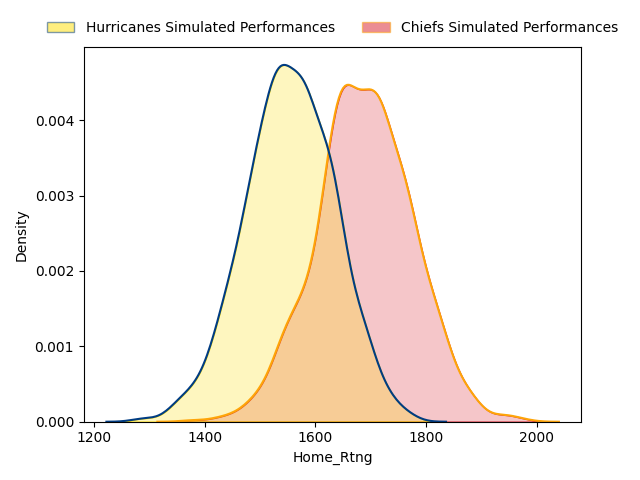 Hurricanes Simulated Performances Chiefs Simulated Performances
0.004
0.003
0.002
0.001
0.000
Density
1200 1400 1600 1800 2000
Home_Rtng